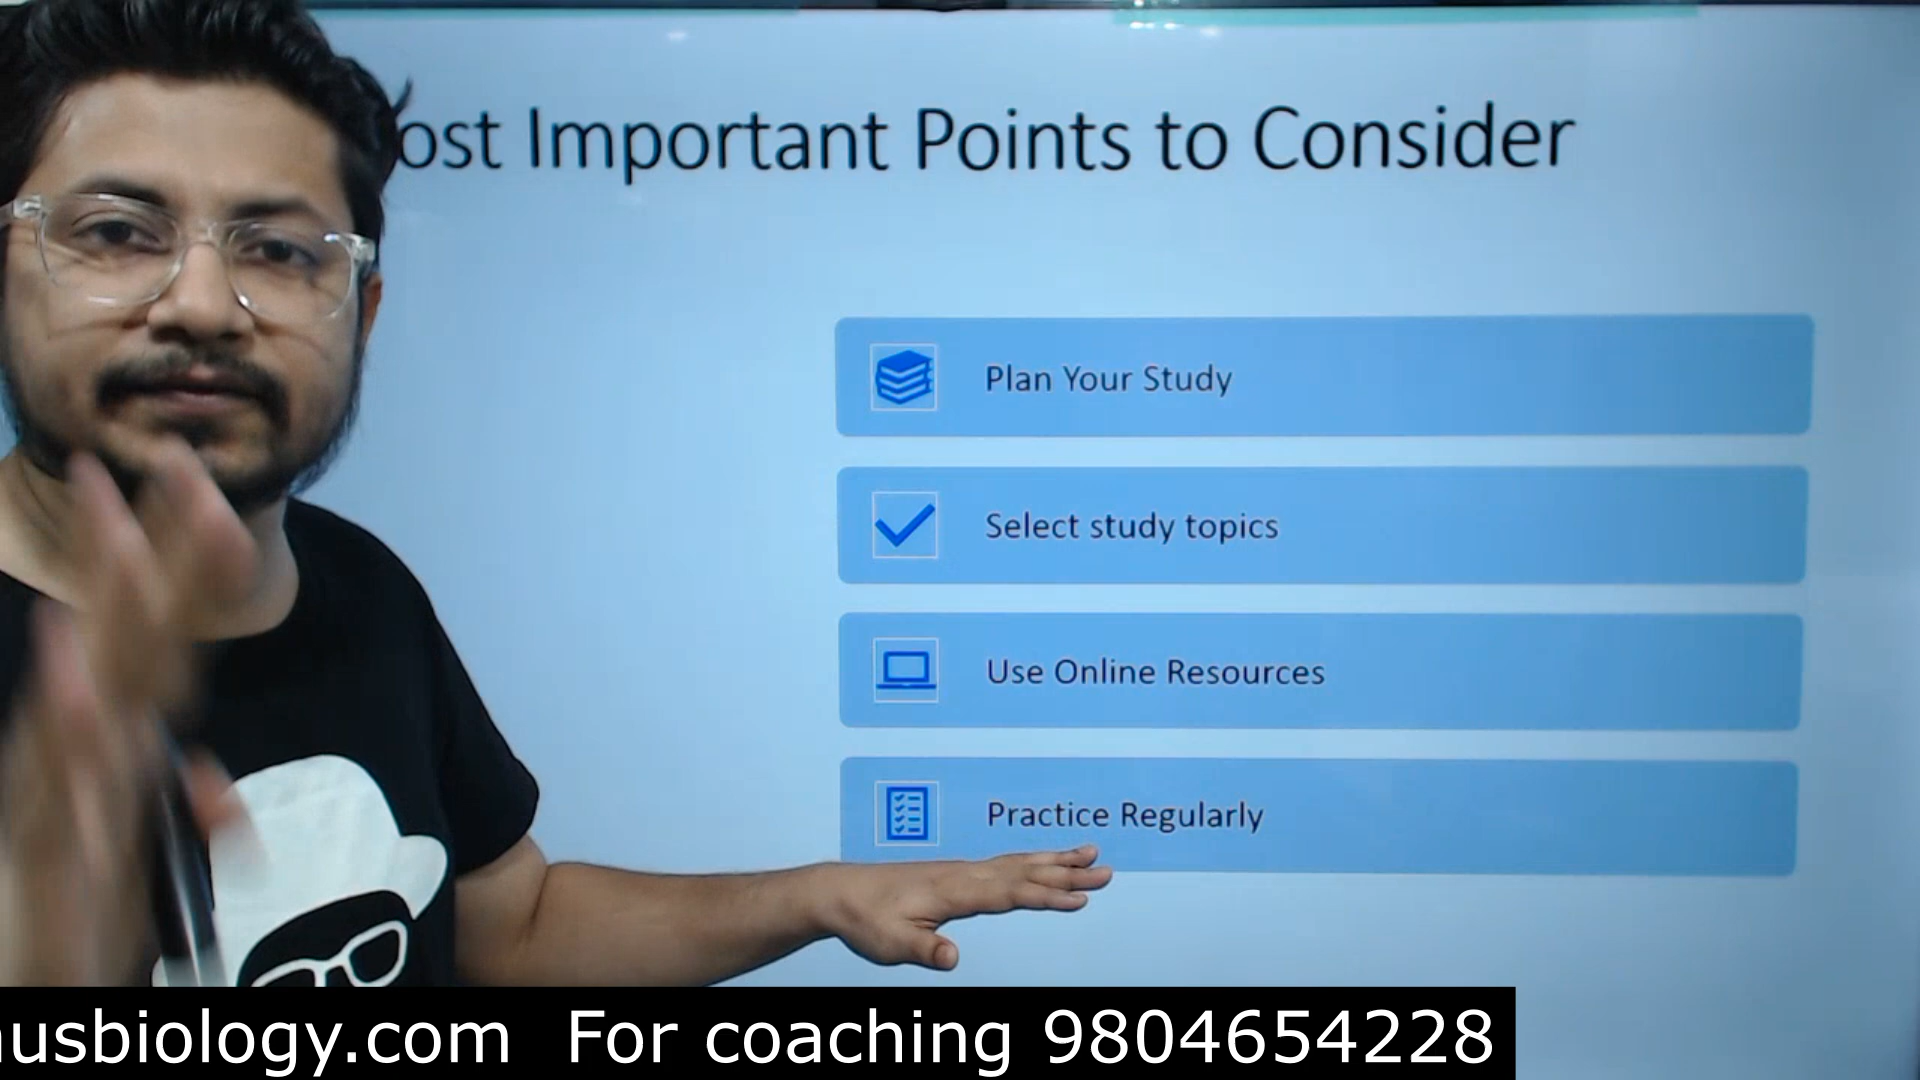 ost Important Points to Consider
Plan Your Study
Select study topics
Use Online Resources
Practice Regularly
usbiology.com For coaching 9804654228